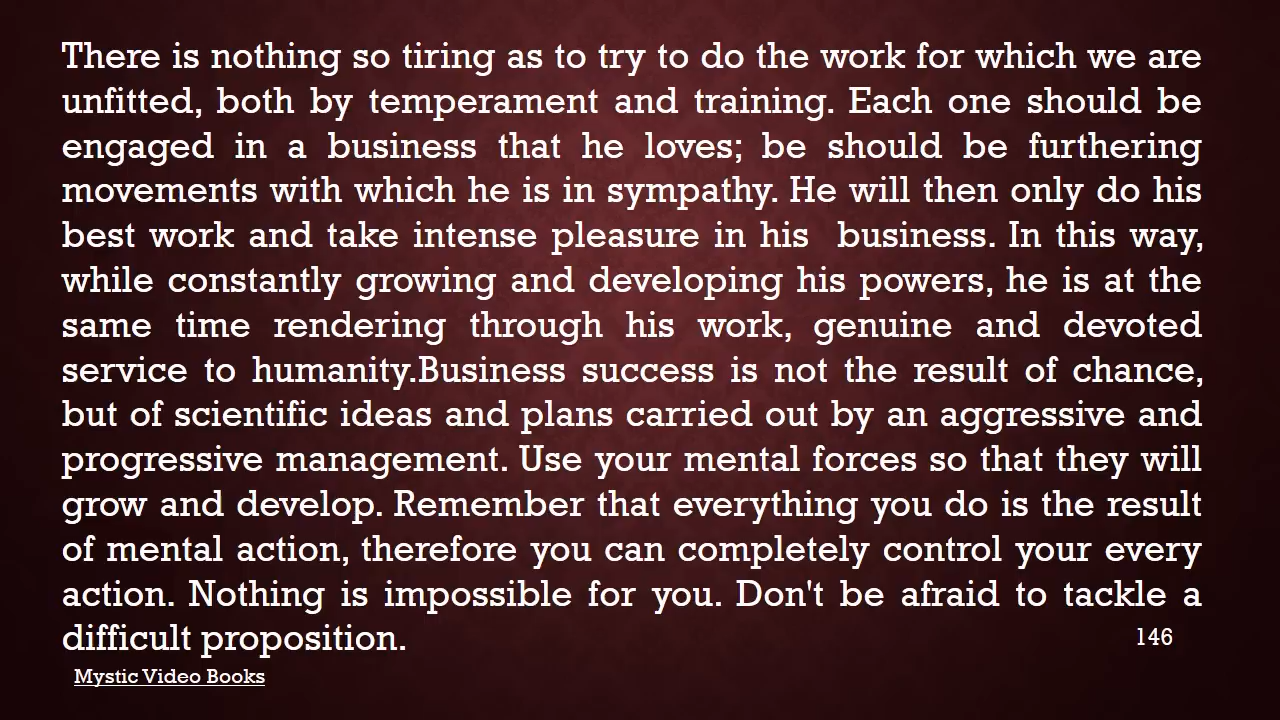 There is nothing so tiring as to try to do the work for which we are
unfitted, both by temperament and training. Each one should be
engaged in a business that he loves; be should be furthering
movements with which he is in sympathy. He will then only do his
best work and take intense pleasure in his  business. In this way,
while constantly growing and developing his powers, he is at the
same time rendering through his work, genuine and devoted
service to humanity.Business success is not the result of chance,
but of scientific ideas and plans carried out by an aggressive and
progressive management. Use your mental forces so that they will
grow and develop. Remember that everything you do is the result
of mental action, therefore you can completely control your every
action. Nothing is impossible for you. Don't be afraid to tackle a
difficult proposition.
146
Mystic Video Books